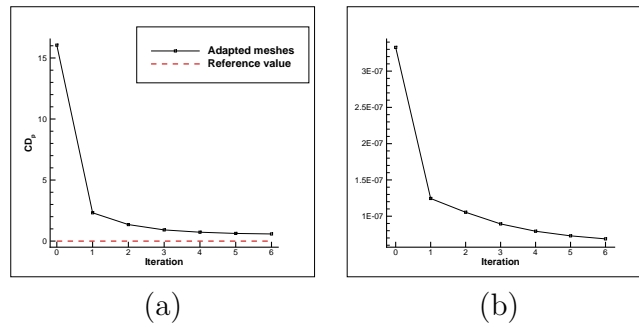 Adapted meshes
Reference value
CD_p
15
10
5
0
0 1 2 3 4 5 6
Iteration
(a)
3E-07
2.5E-07
2E-07
1.5E-07
1E-07
0 1 2 3 4 5 6
Iteration
(b)